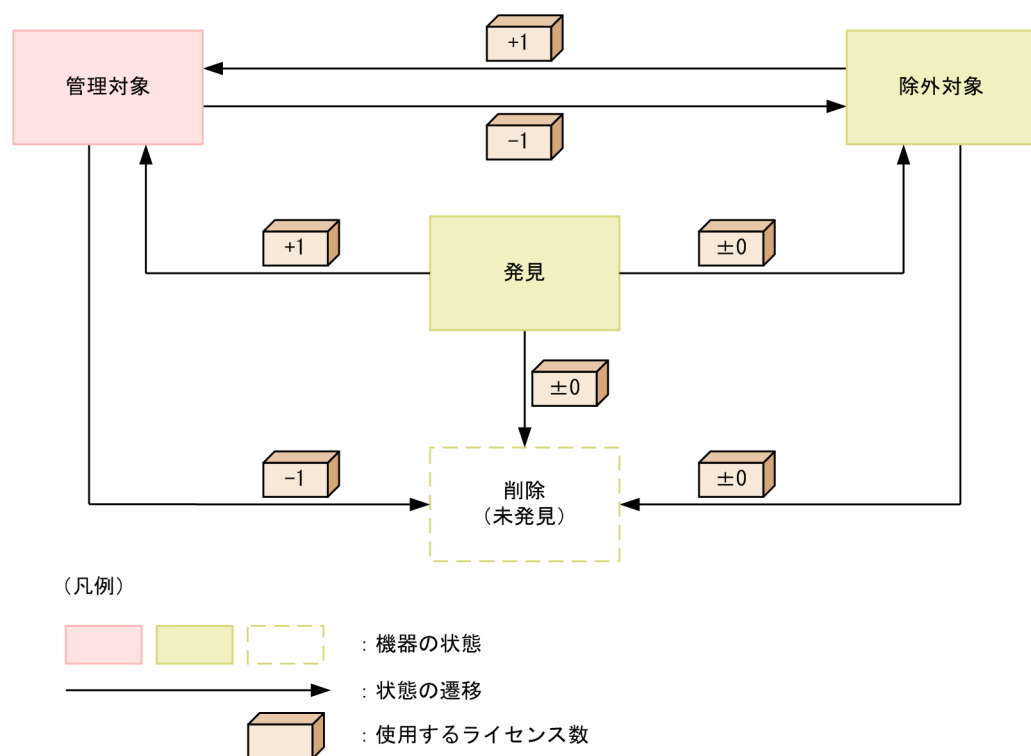 +1
管理対象
除外対象
-1
+1
発見
±0
±0
-1
削除
(未発見)
±0
(凡例)
:機器の状態
:状態の遷移
:使用するライセンス数